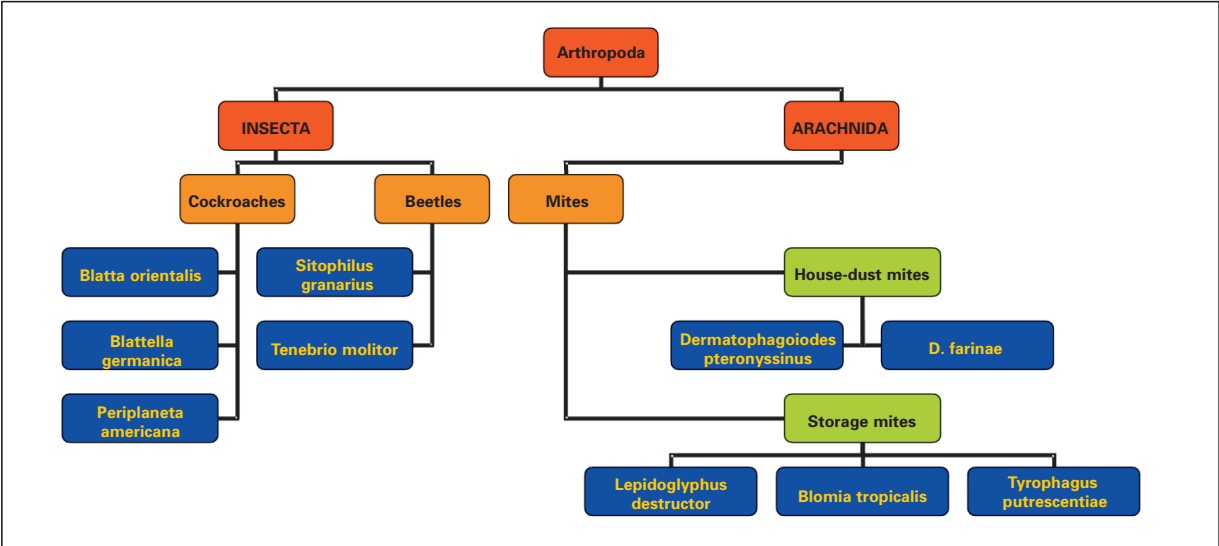 Arthropoda
INSECTA
ARACHNIDA
Cockroaches
Beetles
Mites
Blatta orientalis
Sitophilus
granarius
House-dust mites
Blattella
germanica
Tenebrio molitor
Dermatophagoiodes
pteronyssinus
D. farinae
Periplaneta
americana
Storage mites
Lepidoglyphus
destructor
Blomia tropicalis
Tyrophagus
putrescentiae